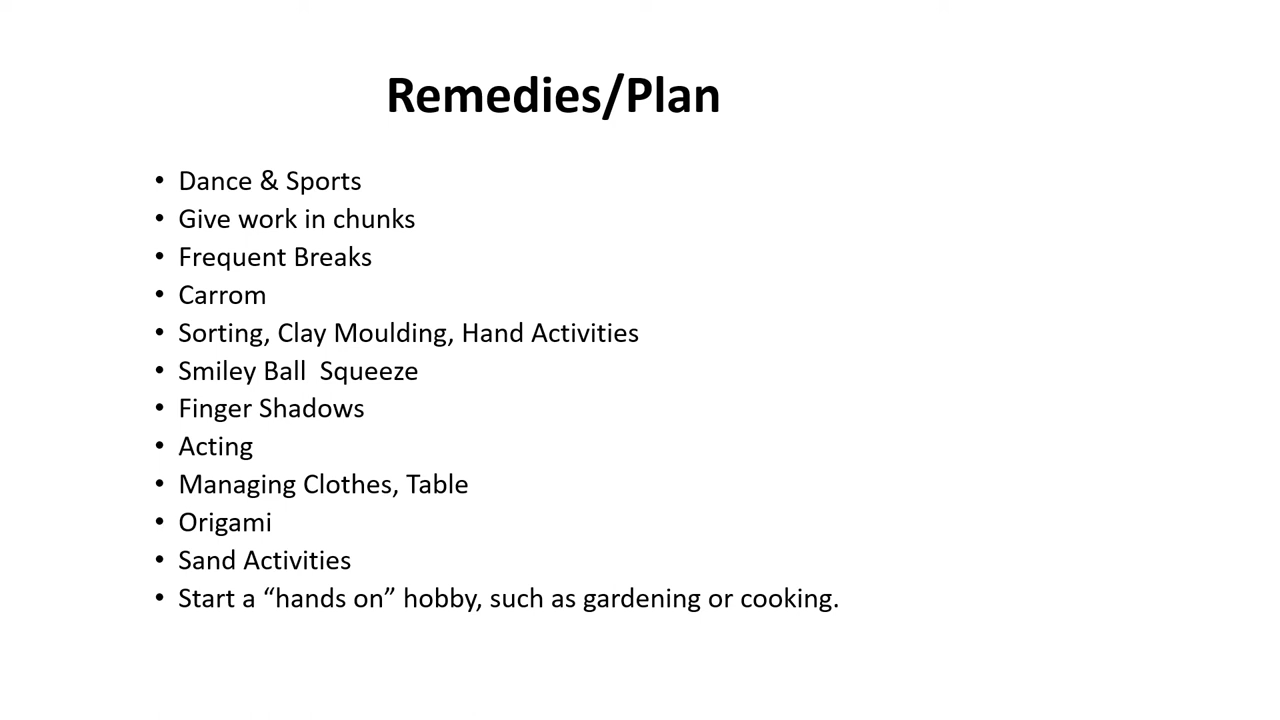 Remedies/Plan
• Dance & Sports
• Give work in chunks
• Frequent Breaks
• Carrom
• Sorting, Clay Moulding, Hand Activities
• Smiley Ball  Squeeze
• Finger Shadows
• Acting
• Managing Clothes, Table
• Origami
• Sand Activities
• Start a “hands on” hobby, such as gardening or cooking.